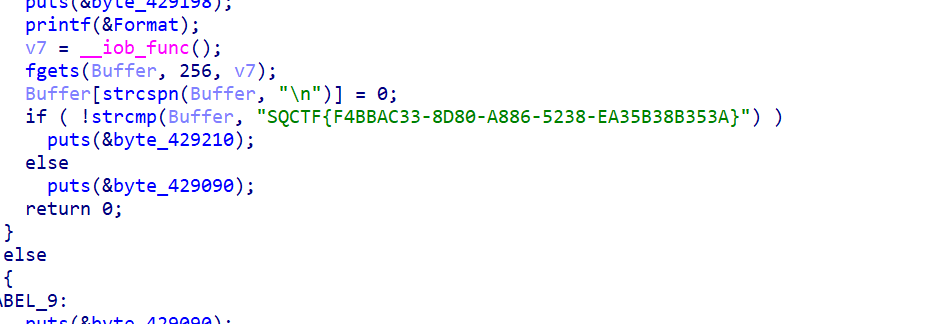 puts(&byte_429198);
printf(&Format);
v7 = __iob_func();
fgets(Buffer, 256, v7);
Buffer[strcspn(Buffer, "\n")] = 0;
if ( !strcmp(Buffer, "SQCTF{F4BBAC33-8D80-A886-5238-EA35B38B353A}") )
puts(&byte_429210);
else
puts(&byte_429090);
return 0;
}
else
{
ABEL_9:
puts(&byte_429090);